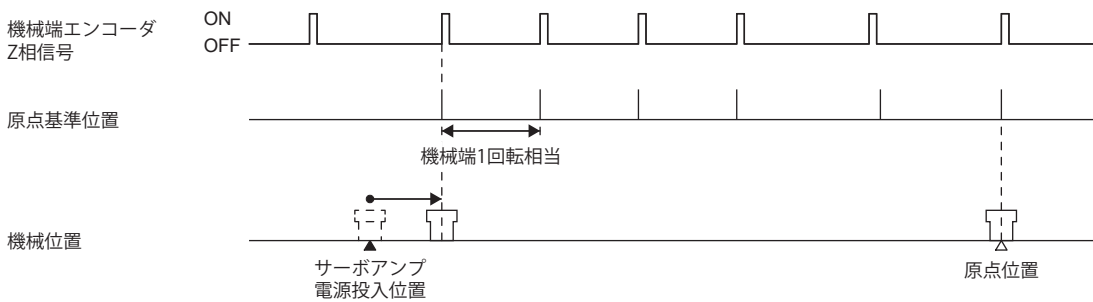 機械端エンコーダ
Z相信号
ON
OFF
原点基準位置
機械端1回転相当
機械位置
サーボアンプ
電源投入位置
原点位置